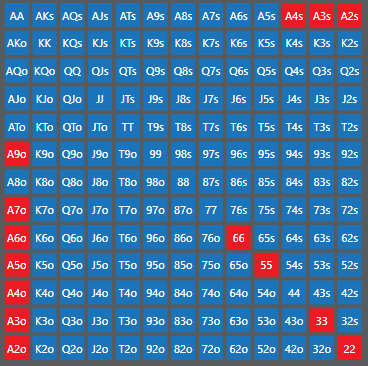 AA AKs AQs AJs ATs A9s A8s A7s A6s A5s A4s A3s A2s
AKo KK KQs KJs KTs K9s K8s K7s K6s K5s K4s K3s K2s
AQo KQo QQ QJs QTs Q9s Q8s Q7s Q6s Q5s Q4s Q3s Q2s
AJo KJo QJo JJ JTs J9s J8s J7s J6s J5s J4s J3s J2s
ATo KTo QTo JTo TT T9s T8s T7s T6s T5s T4s T3s T2s
A9o K9o Q9o J9o T9o 99 98s 97s 96s 95s 94s 93s 92s
A8o K8o Q8o J8o T8o 98o 88 87s 86s 85s 84s 83s 82s
A7o K7o Q7o J7o T7o 97o 87o 77 76s 75s 74s 73s 72s
A6o K6o Q6o J6o T6o 96o 86o 76o 66 65s 64s 63s 62s
A5o K5o Q5o J5o T5o 95o 85o 75o 65o 55 54s 53s 52s
A4o K4o Q4o J4o T4o 94o 84o 74o 64o 54o 44 43s 42s
A3o K3o Q3o J3o T3o 93o 83o 73o 63o 53o 43o 33 32s
A2o K2o Q2o J2o T2o 92o 82o 72o 62o 52o 42o 32o 22